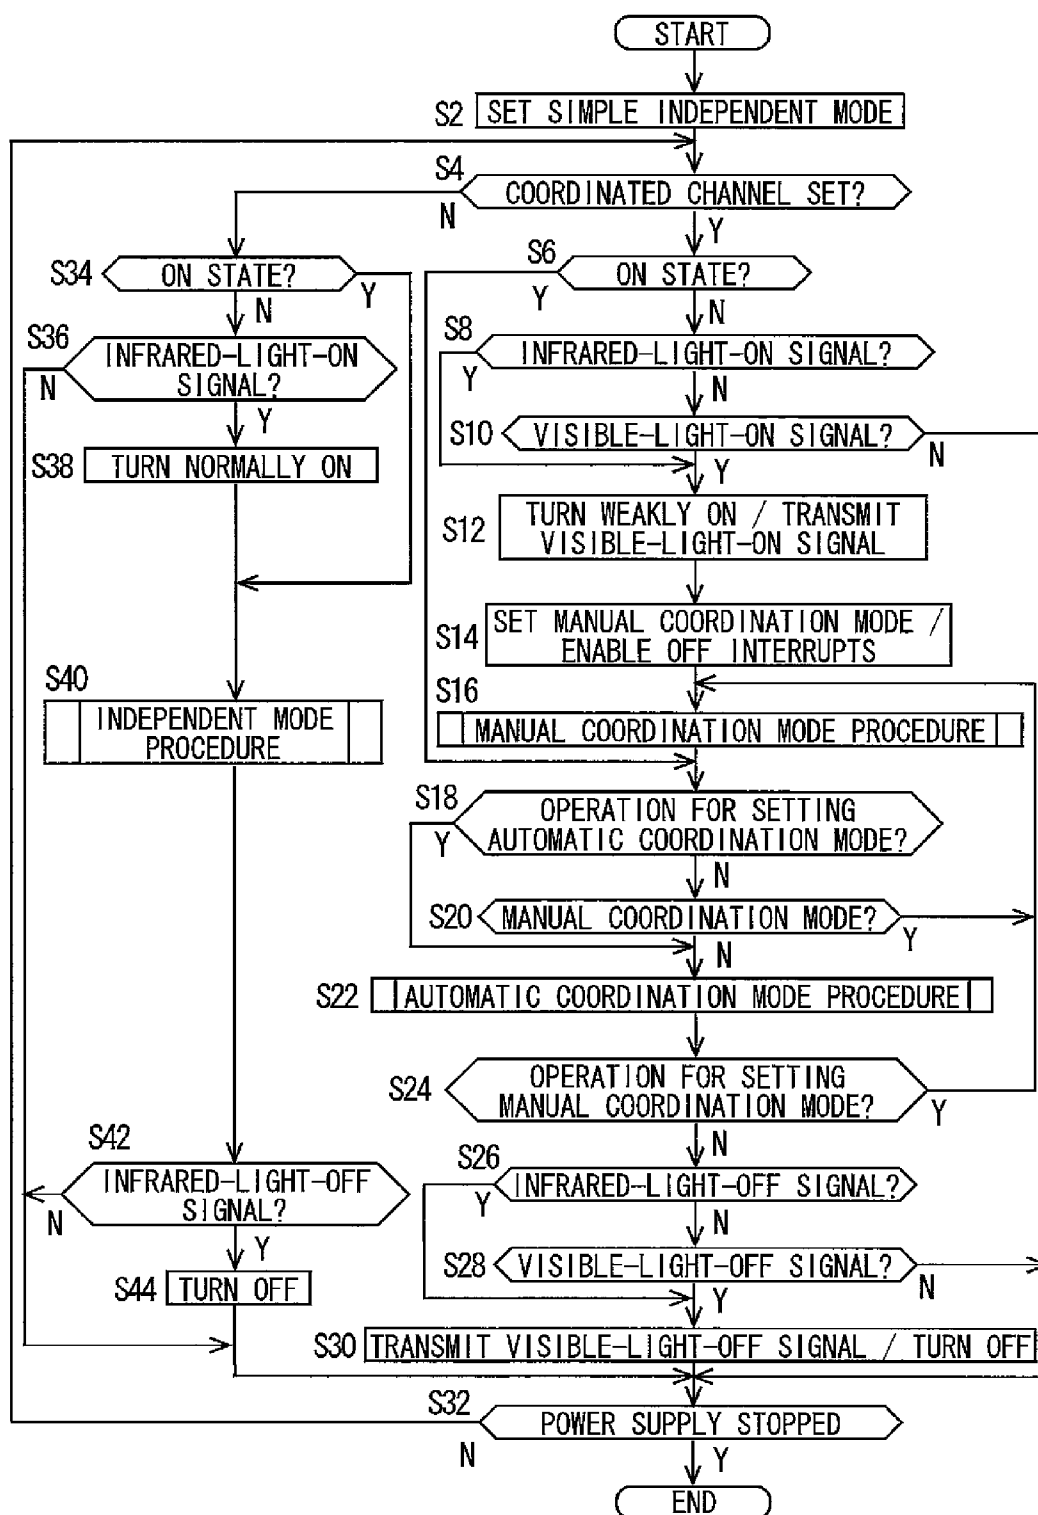 START
S2 SET SIMPLE INDEPENDENT MODE
S4 COORDINATED CHANNEL SET?
N
Y
S34 ON STATE?
Y
N
S6 ON STATE?
Y
N
S36 INFRARED-LIGHT-ON
SIGNAL?
N
Y
S8 INFRARED-LIGHT-ON SIGNAL?
Y
N
S10 VISIBLE-LIGHT-ON SIGNAL?
N
Y
S38 TURN NORMALLY ON
S12 TURN WEAKLY ON / TRANSMIT
VISIBLE-LIGHT-ON SIGNAL
S14 SET MANUAL COORDINATION MODE /
ENABLE OFF INTERRUPTS
S40 INDEPENDENT MODE
PROCEDURE
S16 MANUAL COORDINATION MODE PROCEDURE
S18 OPERATION FOR SETTING
AUTOMATIC COORDINATION MODE?
Y
N
S20 MANUAL COORDINATION MODE?
Y
N
S22 AUTOMATIC COORDINATION MODE PROCEDURE
S24 OPERATION FOR SETTING
MANUAL COORDINATION MODE?
Y
N
S42 INFRARED-LIGHT-OFF
SIGNAL?
N
Y
S26 INFRARED-LIGHT-OFF SIGNAL?
Y
N
S28 VISIBLE-LIGHT-OFF SIGNAL?
N
Y
S44 TURN OFF
S30 TRANSMIT VISIBLE-LIGHT-OFF SIGNAL / TURN OFF
S32 POWER SUPPLY STOPPED
N
Y
END